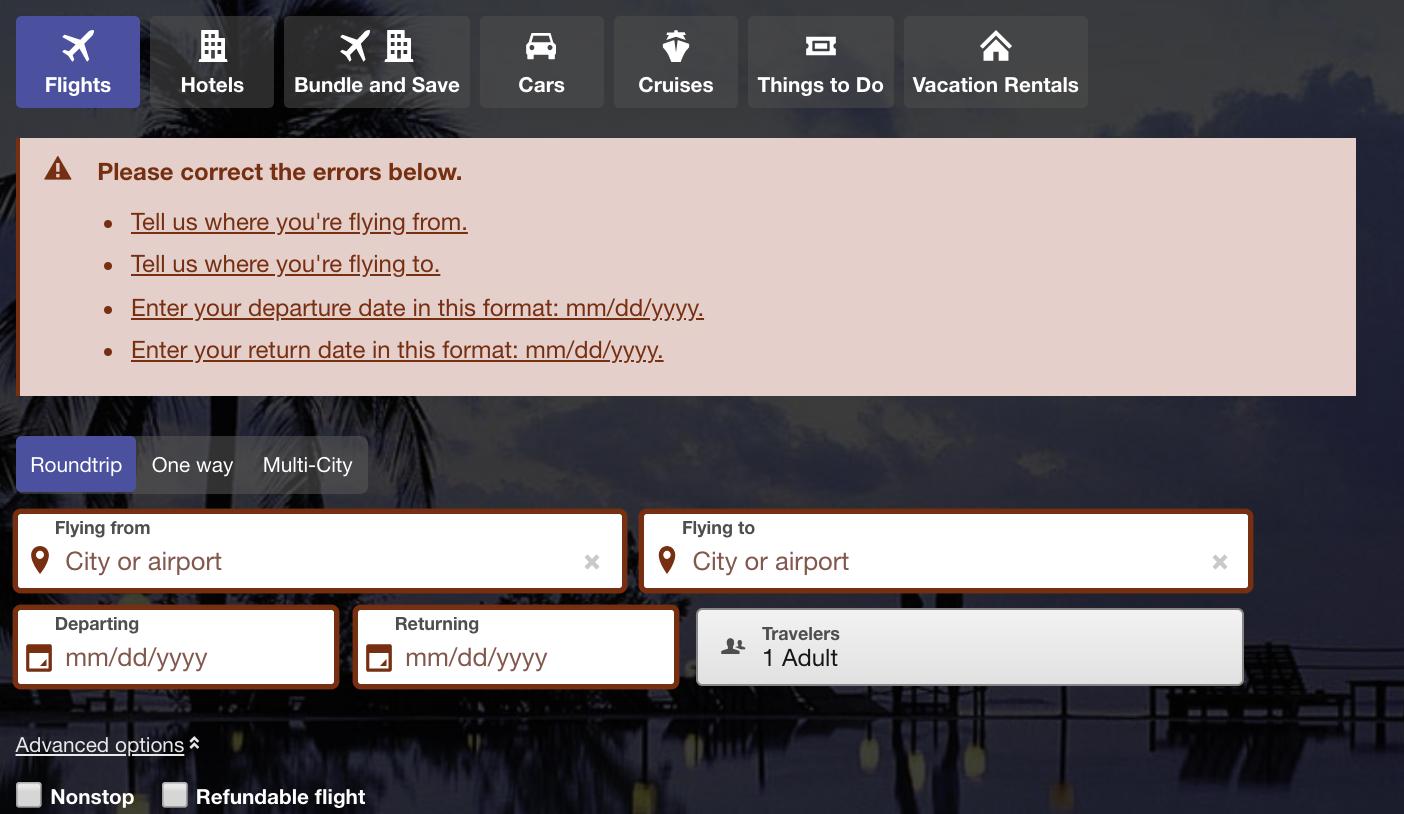 Flights
Hotels
Bundle and Save
Cars
Cruises
Things to Do
Vacation Rentals
Please correct the errors below.
Tell us where you're flying from.
Tell us where you're flying to.
Enter your departure date in this format: mm/dd/yyyy.
Enter your return date in this format: mm/dd/yyyy.
Roundtrip
One way
Multi-City
Flying from
City or airport
Flying to
City or airport
Departing
mm/dd/yyyy
Returning
mm/dd/yyyy
Travelers
1 Adult
Advanced options
Nonstop
Refundable flight